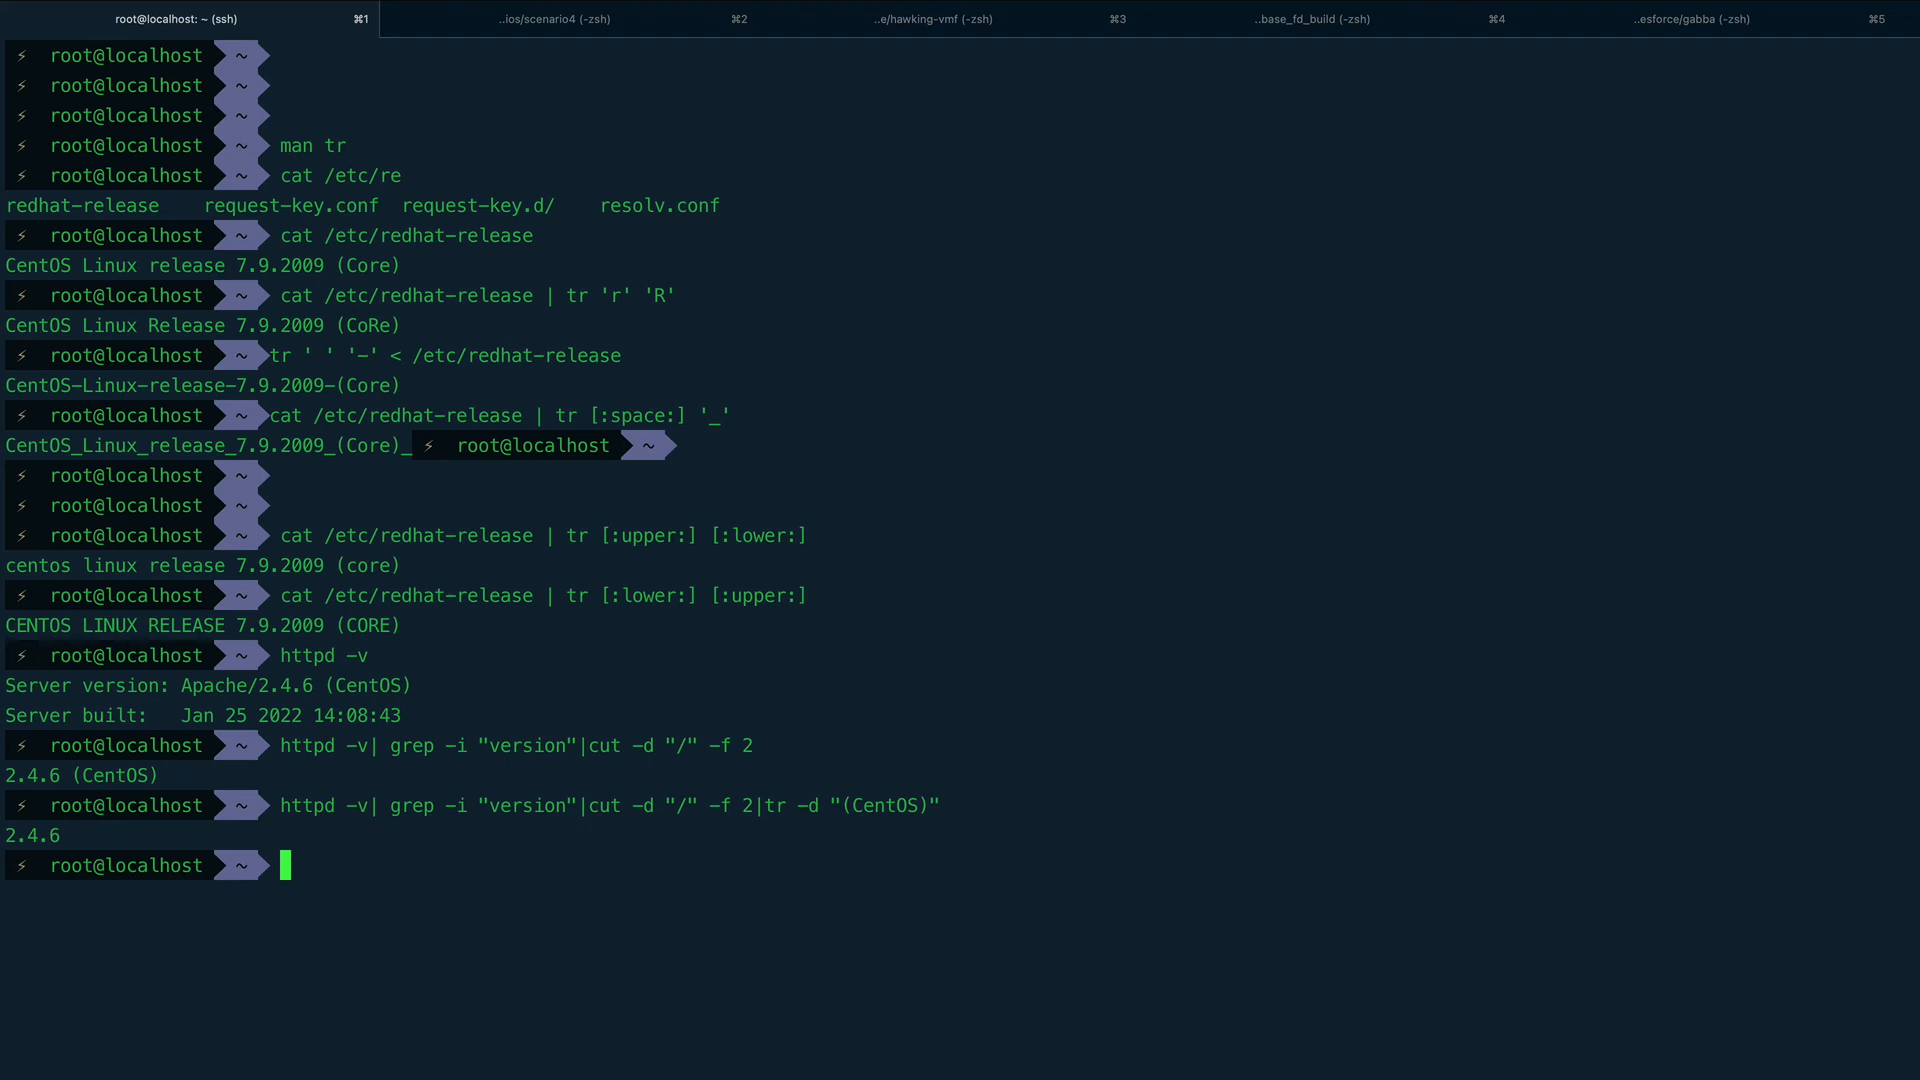 root@localhost: ~ (ssh) ⌘1 ..ios/scenario4 (-zsh) ⌘2 ..e/hawking-vmf (-zsh) ⌘3 ..base_fd_build (-zsh) ⌘4 ..esforce/gabba (-zsh) ⌘5
⚡ root@localhost ~
⚡ root@localhost ~
⚡ root@localhost ~
⚡ root@localhost ~ man tr
⚡ root@localhost ~ cat /etc/re
redhat-release    request-key.conf  request-key.d/    resolv.conf
⚡ root@localhost ~ cat /etc/redhat-release
CentOS Linux release 7.9.2009 (Core)
⚡ root@localhost ~ cat /etc/redhat-release | tr 'r' 'R'
CentOS Linux Release 7.9.2009 (CoRe)
⚡ root@localhost ~ tr ' ' '-' < /etc/redhat-release
CentOS-Linux-release-7.9.2009-(Core)
⚡ root@localhost ~ cat /etc/redhat-release | tr [:space:] '_'
CentOS_Linux_release_7.9.2009_(Core)_ ⚡ root@localhost ~
⚡ root@localhost ~
⚡ root@localhost ~
⚡ root@localhost ~ cat /etc/redhat-release | tr [:upper:] [:lower:]
centos linux release 7.9.2009 (core)
⚡ root@localhost ~ cat /etc/redhat-release | tr [:lower:] [:upper:]
CENTOS LINUX RELEASE 7.9.2009 (CORE)
⚡ root@localhost ~ httpd -v
Server version: Apache/2.4.6 (CentOS)
Server built:   Jan 25 2022 14:08:43
⚡ root@localhost ~ httpd -v| grep -i "version"|cut -d "/" -f 2
2.4.6 (CentOS)
⚡ root@localhost ~ httpd -v| grep -i "version"|cut -d "/" -f 2|tr -d "(CentOS)"
2.4.6
⚡ root@localhost ~